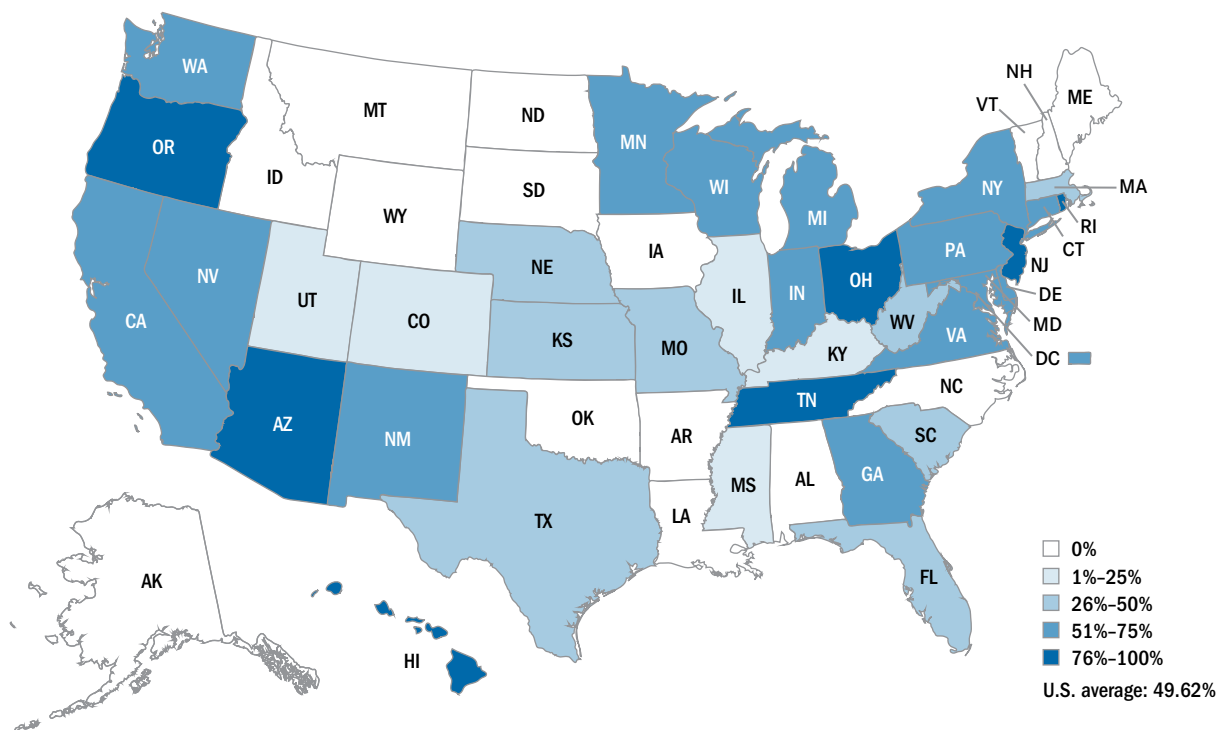 WA
MT
ND
MN
NH
VT
ME
OR
ID
SD
WI
NY
MA
WY
MI
RI
CT
IA
PA
NE
NV
OH
NJ
IL
IN
DE
UT
CO
CA
WV
MD
KS
MO
VA
KY
DC
NC
TN
AZ
OK
NM
AR
SC
MS
AL
GA
LA
TX
AK
FL
HI
0%
1%–25%
26%–50%
51%–75%
76%–100%
U.S. average: 49.62%